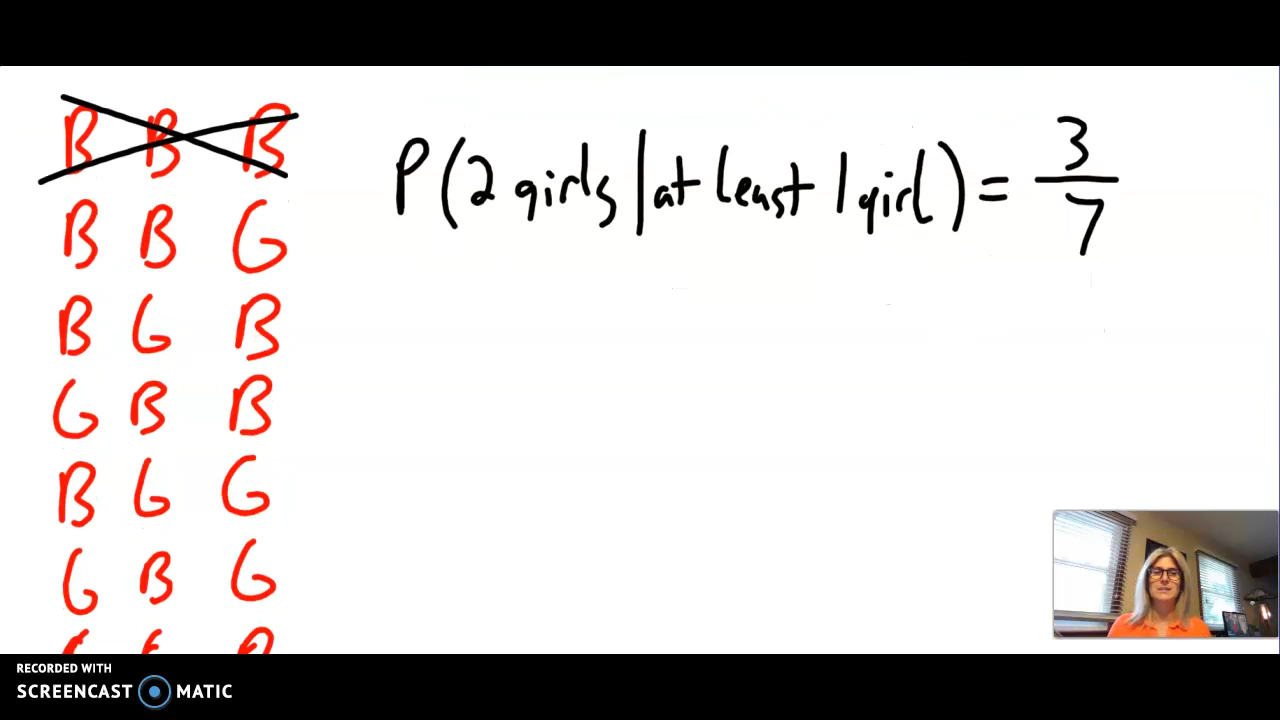 B B B
B B G
B G B
G B B
B G G
G B G
P(2 girls | at least 1 girl) = 3/7
RECORDED WITH
SCREENCAST MATIC